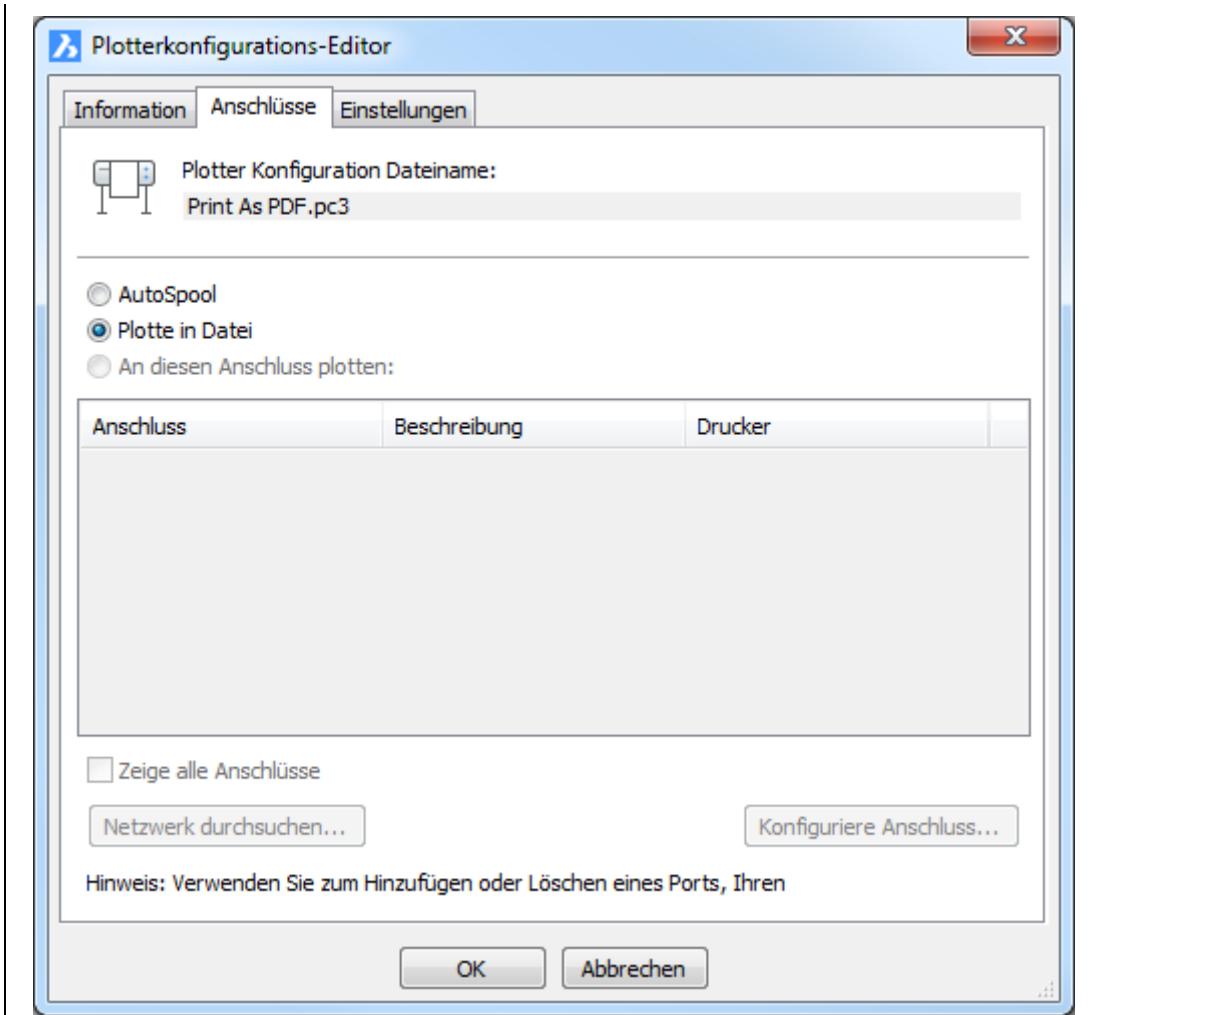 Plotterkonfigurations-Editor
Information Anschlüsse Einstellungen
Plotter Konfiguration Dateiname:
Print As PDF.pc3
AutoSpool
Plotte in Datei
An diesen Anschluss plotten:
Anschluss Beschreibung Drucker
Zeige alle Anschlüsse
Netzwerk durchsuchen... Konfiguriere Anschluss...
Hinweis: Verwenden Sie zum Hinzufügen oder Löschen eines Ports, Ihren
OK Abbrechen